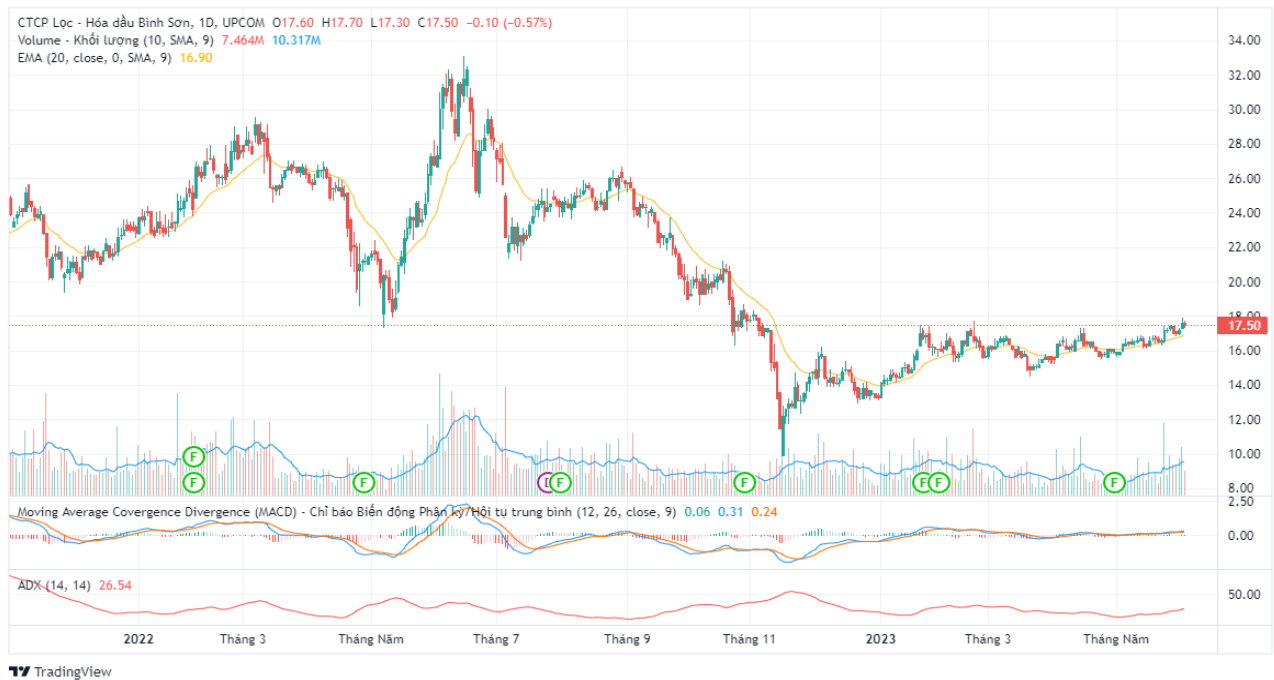 CTCP Lọc - Hóa dầu Bình Sơn, 1D, UPCOM O17.60 H17.70 L17.30 C17.50 −0.10 (−0.57%)
Volume - Khối lượng (10, SMA, 9) 7.464M 10.317M
EMA (20, close, 0, SMA, 9) 16.90
34.00
32.00
30.00
28.00
26.00
24.00
22.00
20.00
18.00
17.50
16.00
14.00
12.00
10.00
8.00
F
F F D F F F F F
Moving Average Covergence Divergence (MACD) - Chỉ báo Biến động Phân kỳ/Hội tụ trung bình (12, 26, close, 9) 0.06 0.31 0.24
2.50
0.00
ADX (14, 14) 26.54
50.00
2022 Tháng 3 Tháng Năm Tháng 7 Tháng 9 Tháng 11 2023 Tháng 3 Tháng Năm
TradingView